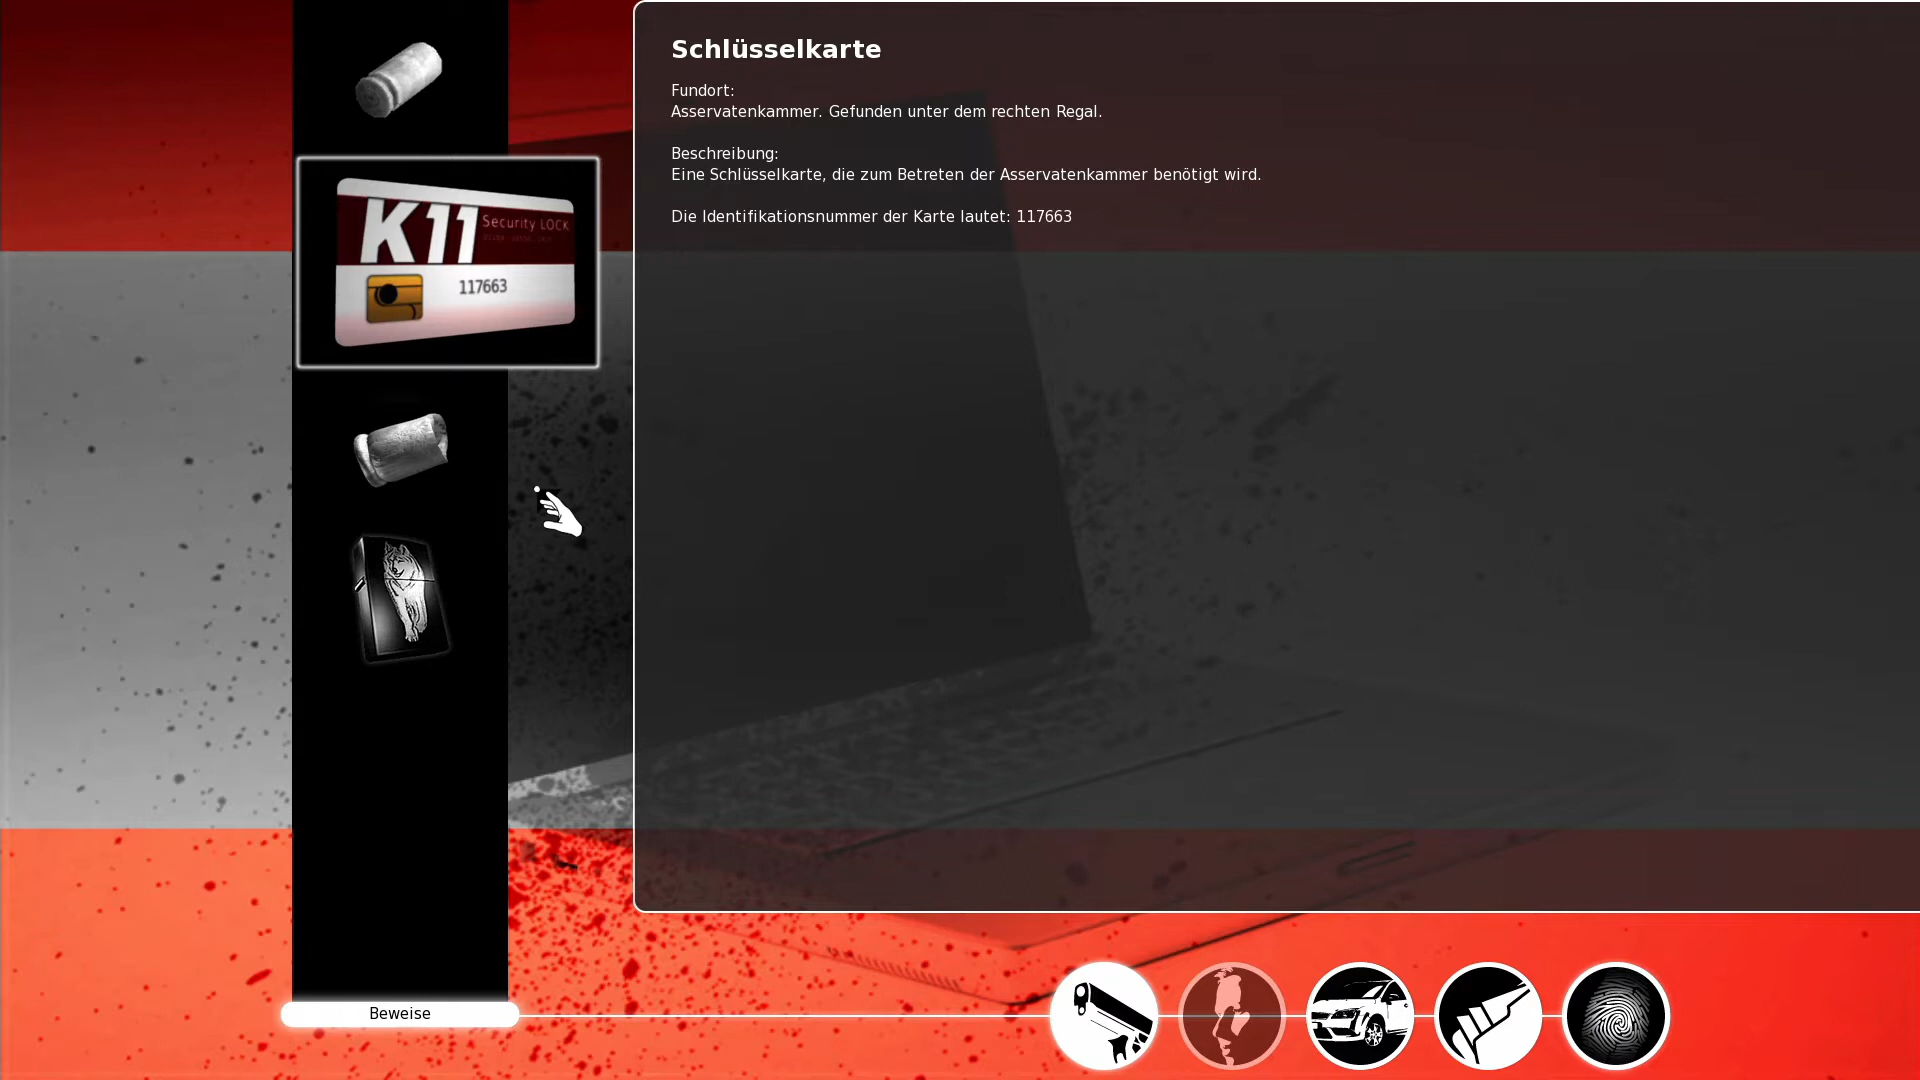 Schlüsselkarte
Fundort:
Asservatenkammer. Gefunden unter dem rechten Regal.
Beschreibung:
Eine Schlüsselkarte, die zum Betreten der Asservatenkammer benötigt wird.
Die Identifikationsnummer der Karte lautet: 117663
K11 Security LOCK
117663
Beweise